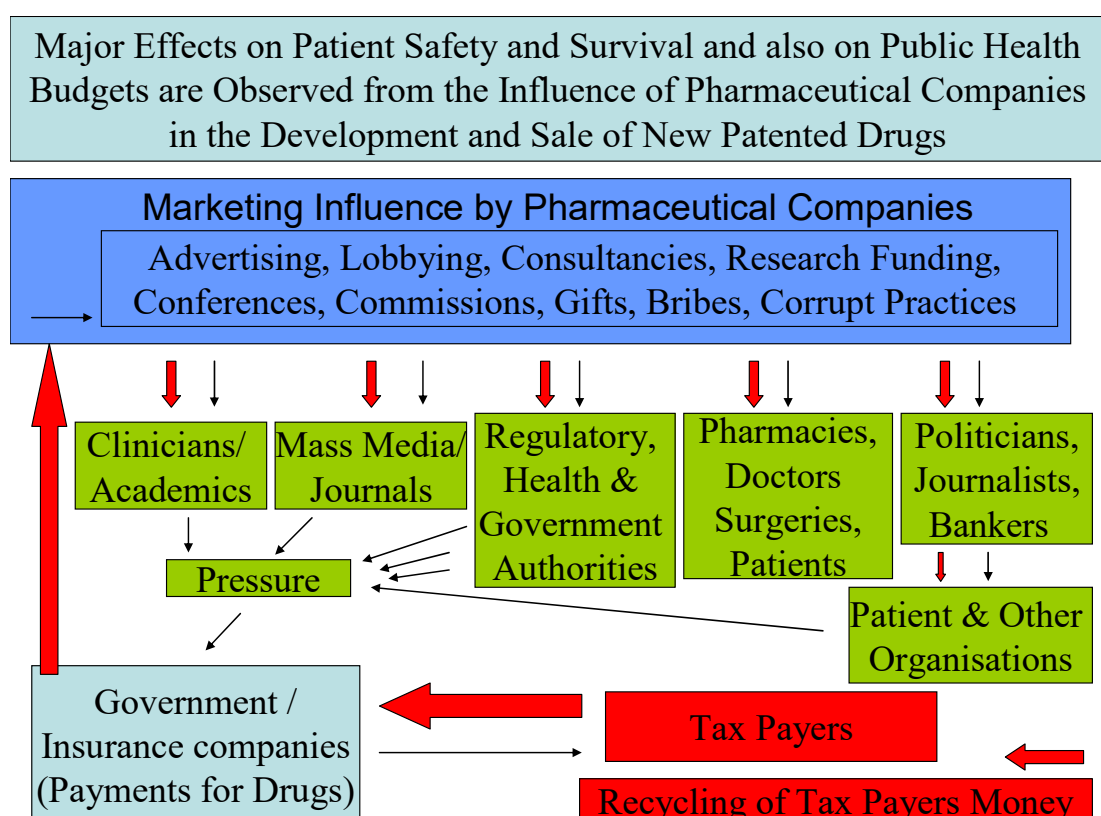 Major Effects on Patient Safety and Survival and also on Public Health
Budgets are Observed from the Influence of Pharmaceutical Companies
in the Development and Sale of New Patented Drugs
Marketing Influence by Pharmaceutical Companies
Advertising, Lobbying, Consultancies, Research Funding,
Conferences, Commissions, Gifts, Bribes, Corrupt Practices
Clinicians/
Academics
Mass Media/
Journals
Regulatory,
Health &
Government
Authorities
Pharmacies,
Doctors
Surgeries,
Patients
Politicians,
Journalists,
Bankers
Pressure
Patient & Other
Organisations
Government /
Insurance companies
(Payments for Drugs)
Tax Payers
Recycling of Tax Payers Money